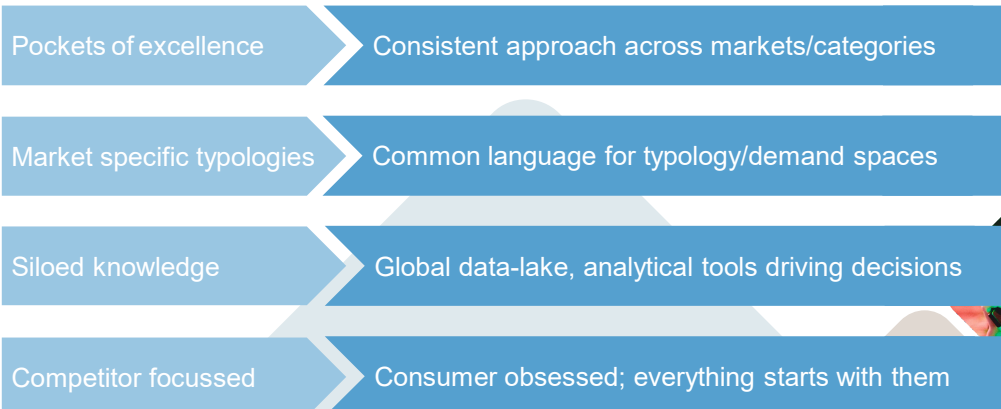 Pockets of excellence
Consistent approach across markets/categories
Market specific typologies
Common language for typology/demand spaces
Siloed knowledge
Global data-lake, analytical tools driving decisions
Competitor focussed
Consumer obsessed; everything starts with them